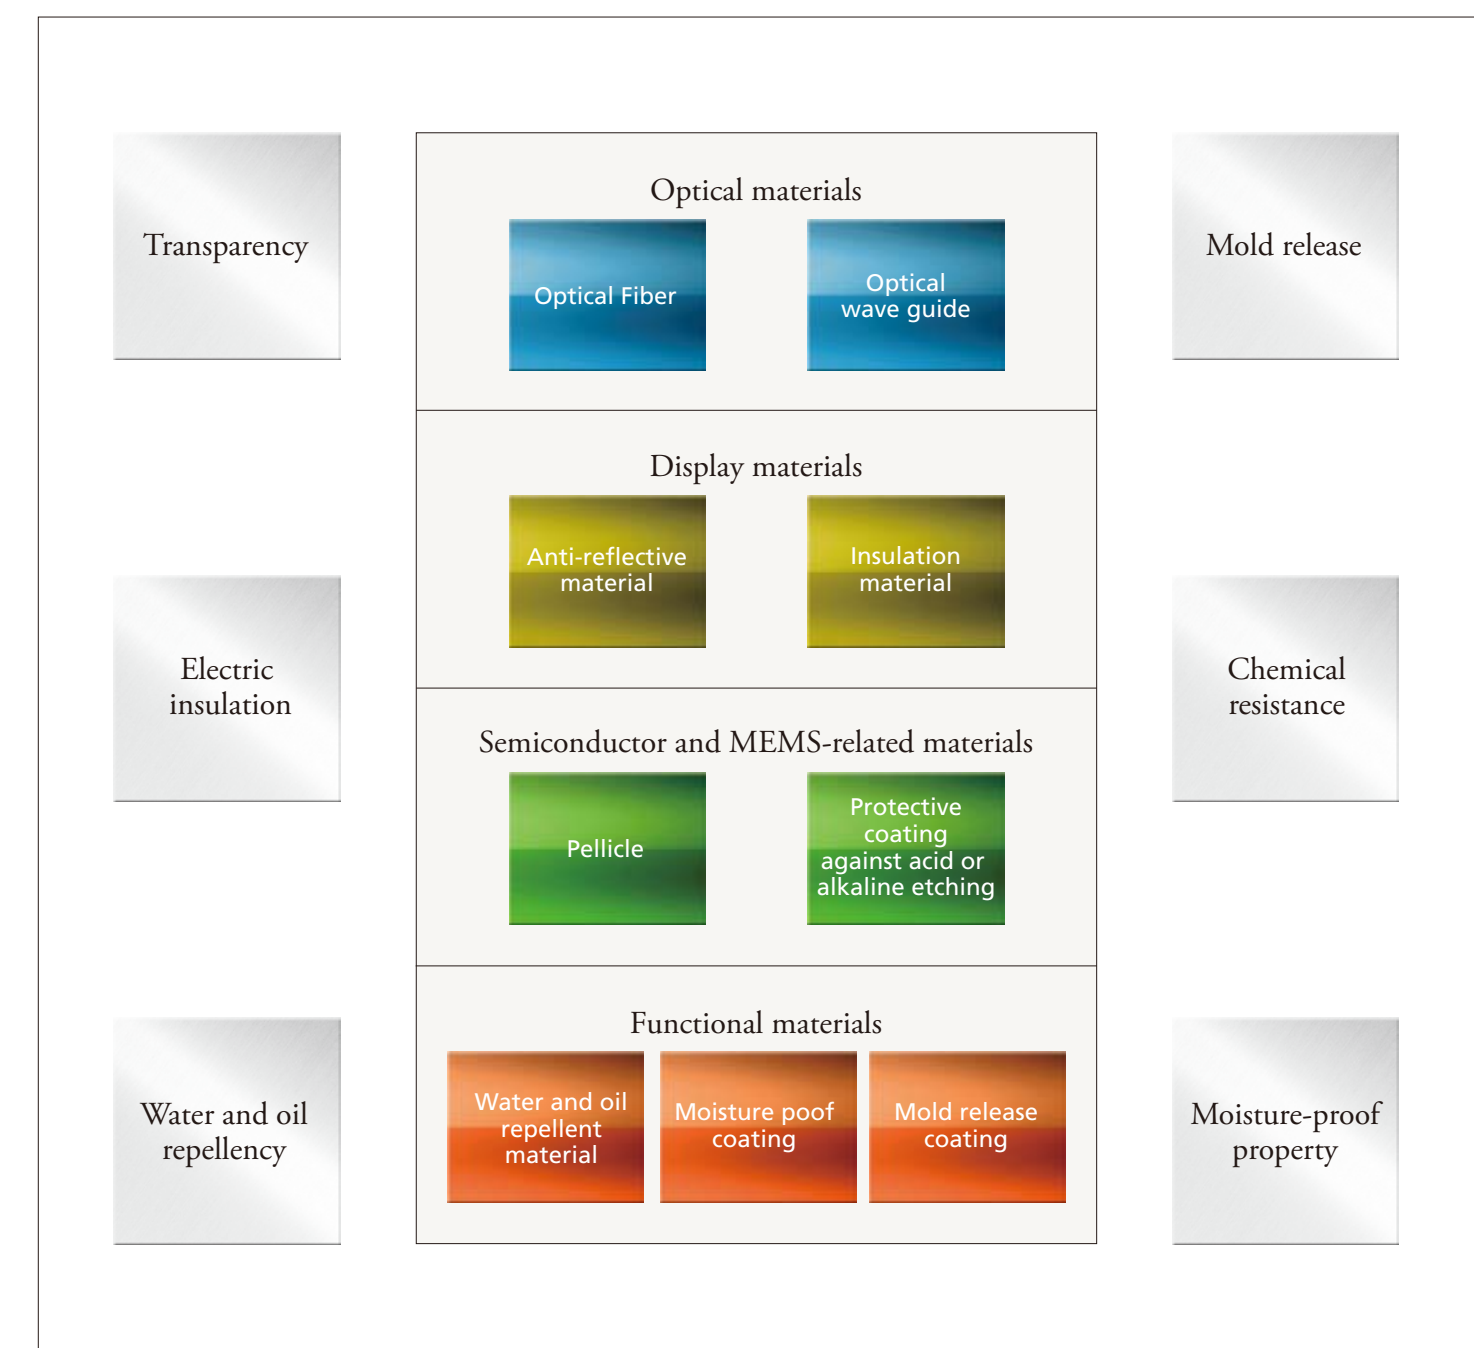 Transparency
Electric
insulation
Water and oil
repellency
Optical materials
Optical Fiber
Optical
wave guide
Display materials
Anti-reflective
material
Insulation
material
Semiconductor and MEMS-related materials
Pellicle
Protective
coating
against acid or
alkaline etching
Functional materials
Water and oil
repellent
material
Moisture poof
coating
Mold release
coating
Mold release
Chemical
resistance
Moisture-proof
property